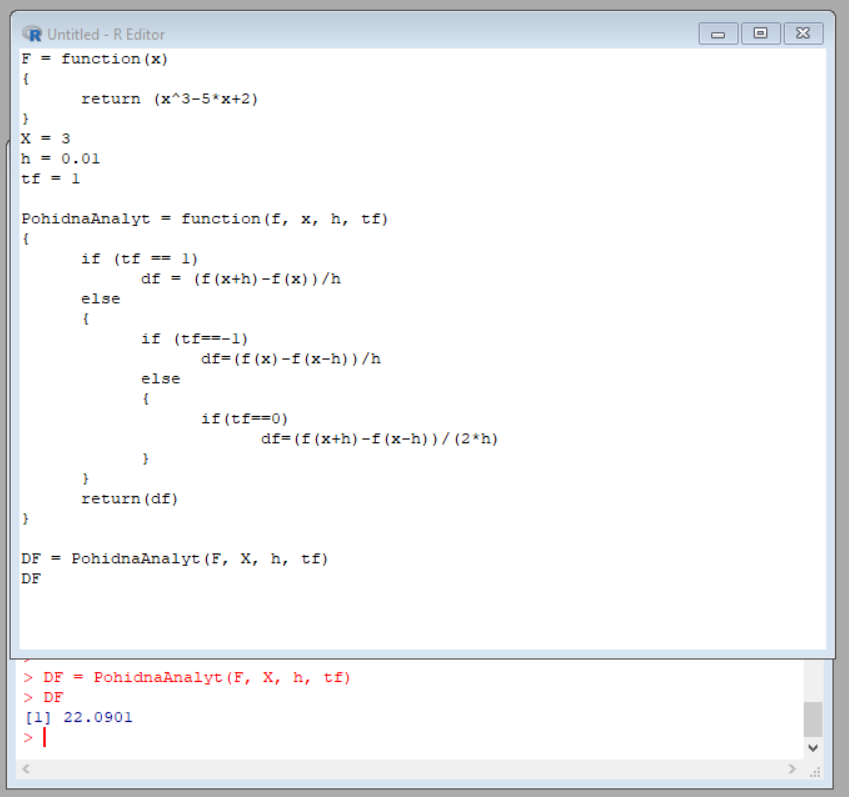 Untitled - R Editor
F = function(x)
{
return (x^3-5*x+2)
}
X = 3
h = 0.01
tf = 1
PohidnaAnalyt = function(f, x, h, tf)
{
if (tf == 1)
df = (f(x+h)-f(x))/h
else
{
if (tf==-1)
df=(f(x)-f(x-h))/h
else
{
if(tf==0)
df=(f(x+h)-f(x-h))/(2*h)
}
}
return(df)
}
DF = PohidnaAnalyt(F, X, h, tf)
DF
> DF = PohidnaAnalyt(F, X, h, tf)
> DF
[1] 22.0901
>